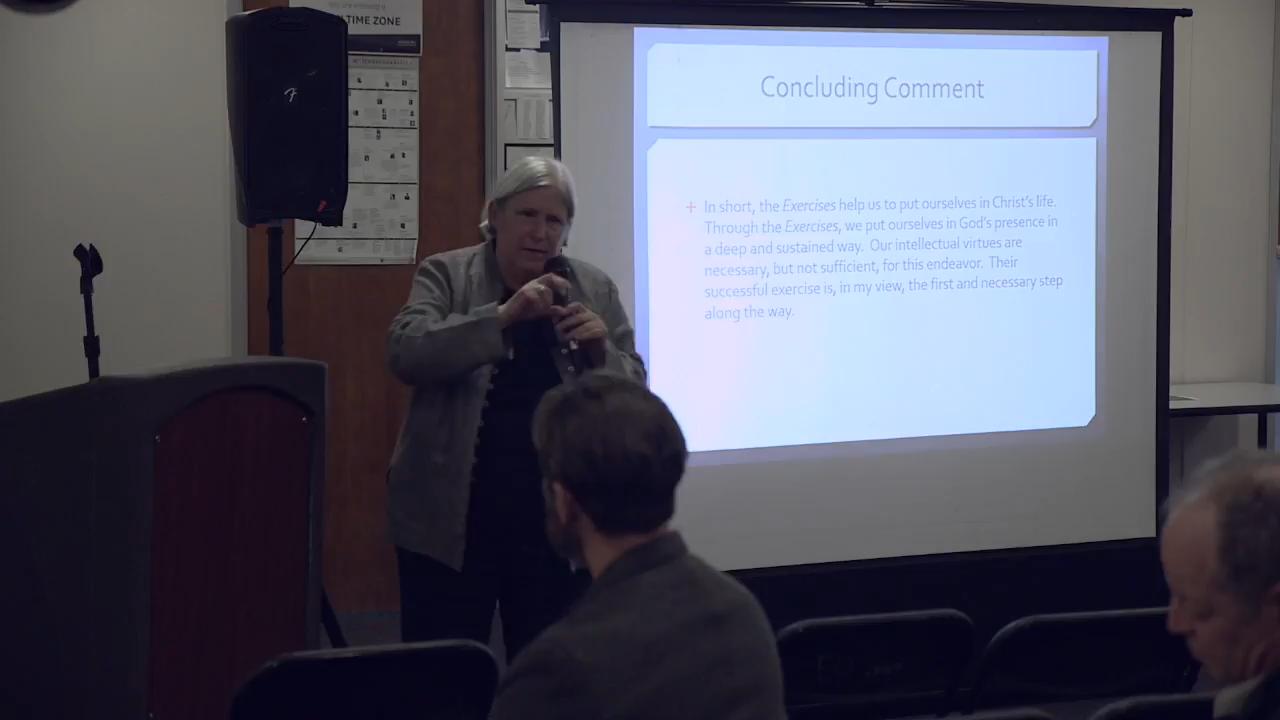 TIME ZONE
Concluding Comment
In short, the Exercises help us to put ourselves in Christ's life.
Through the Exercises, we put ourselves in God's presence in
a deep and sustained way. Our intellectual virtues are
necessary, but not sufficient, for this endeavor. Their
successful exercise is, in my view, the first and necessary step
along the way.